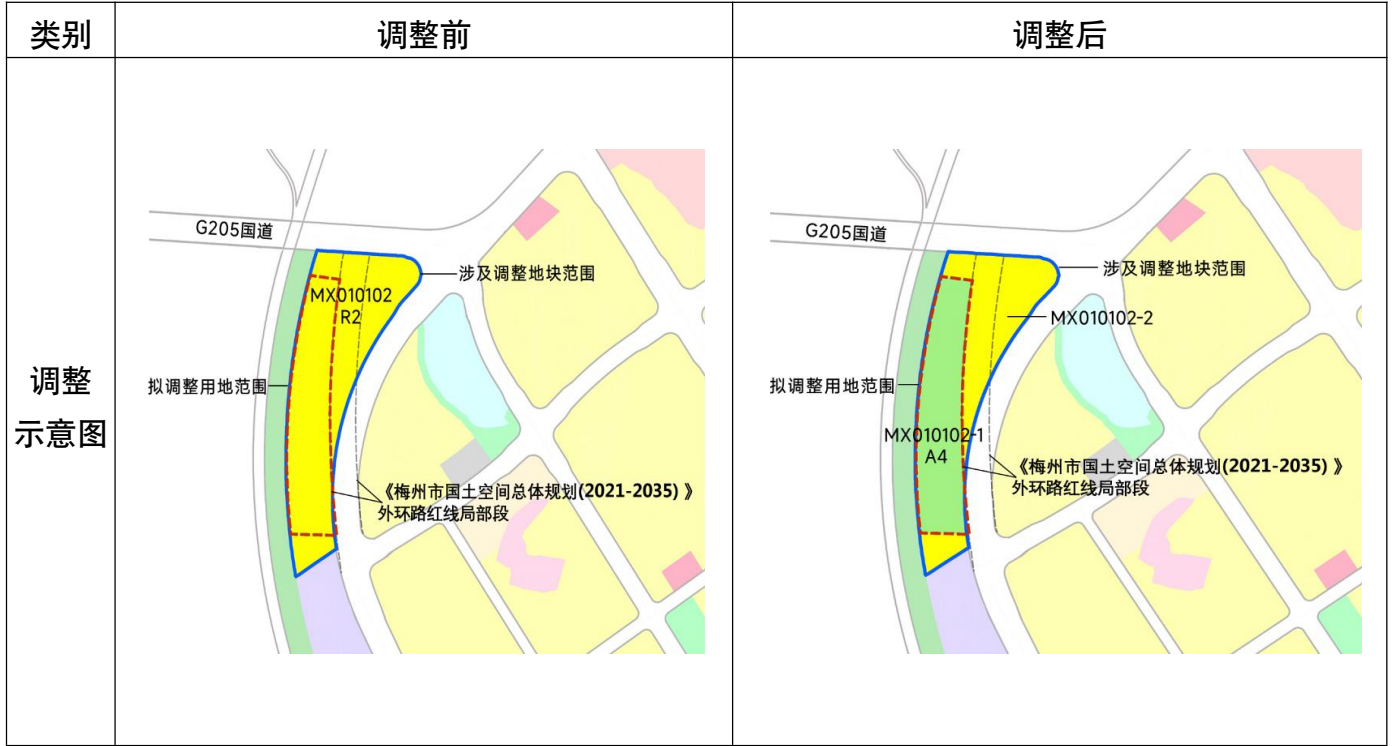 类别
调整前
调整后
调整
示意图
G205国道
涉及调整地块范围
MX010102
R2
拟调整用地范围
《梅州市国土空间总体规划(2021-2035) 》
外环路红线局部段
G205国道
涉及调整地块范围
MX010102-2
拟调整用地范围
MX010102-1
A4
《梅州市国土空间总体规划(2021-2035) 》
外环路红线局部段